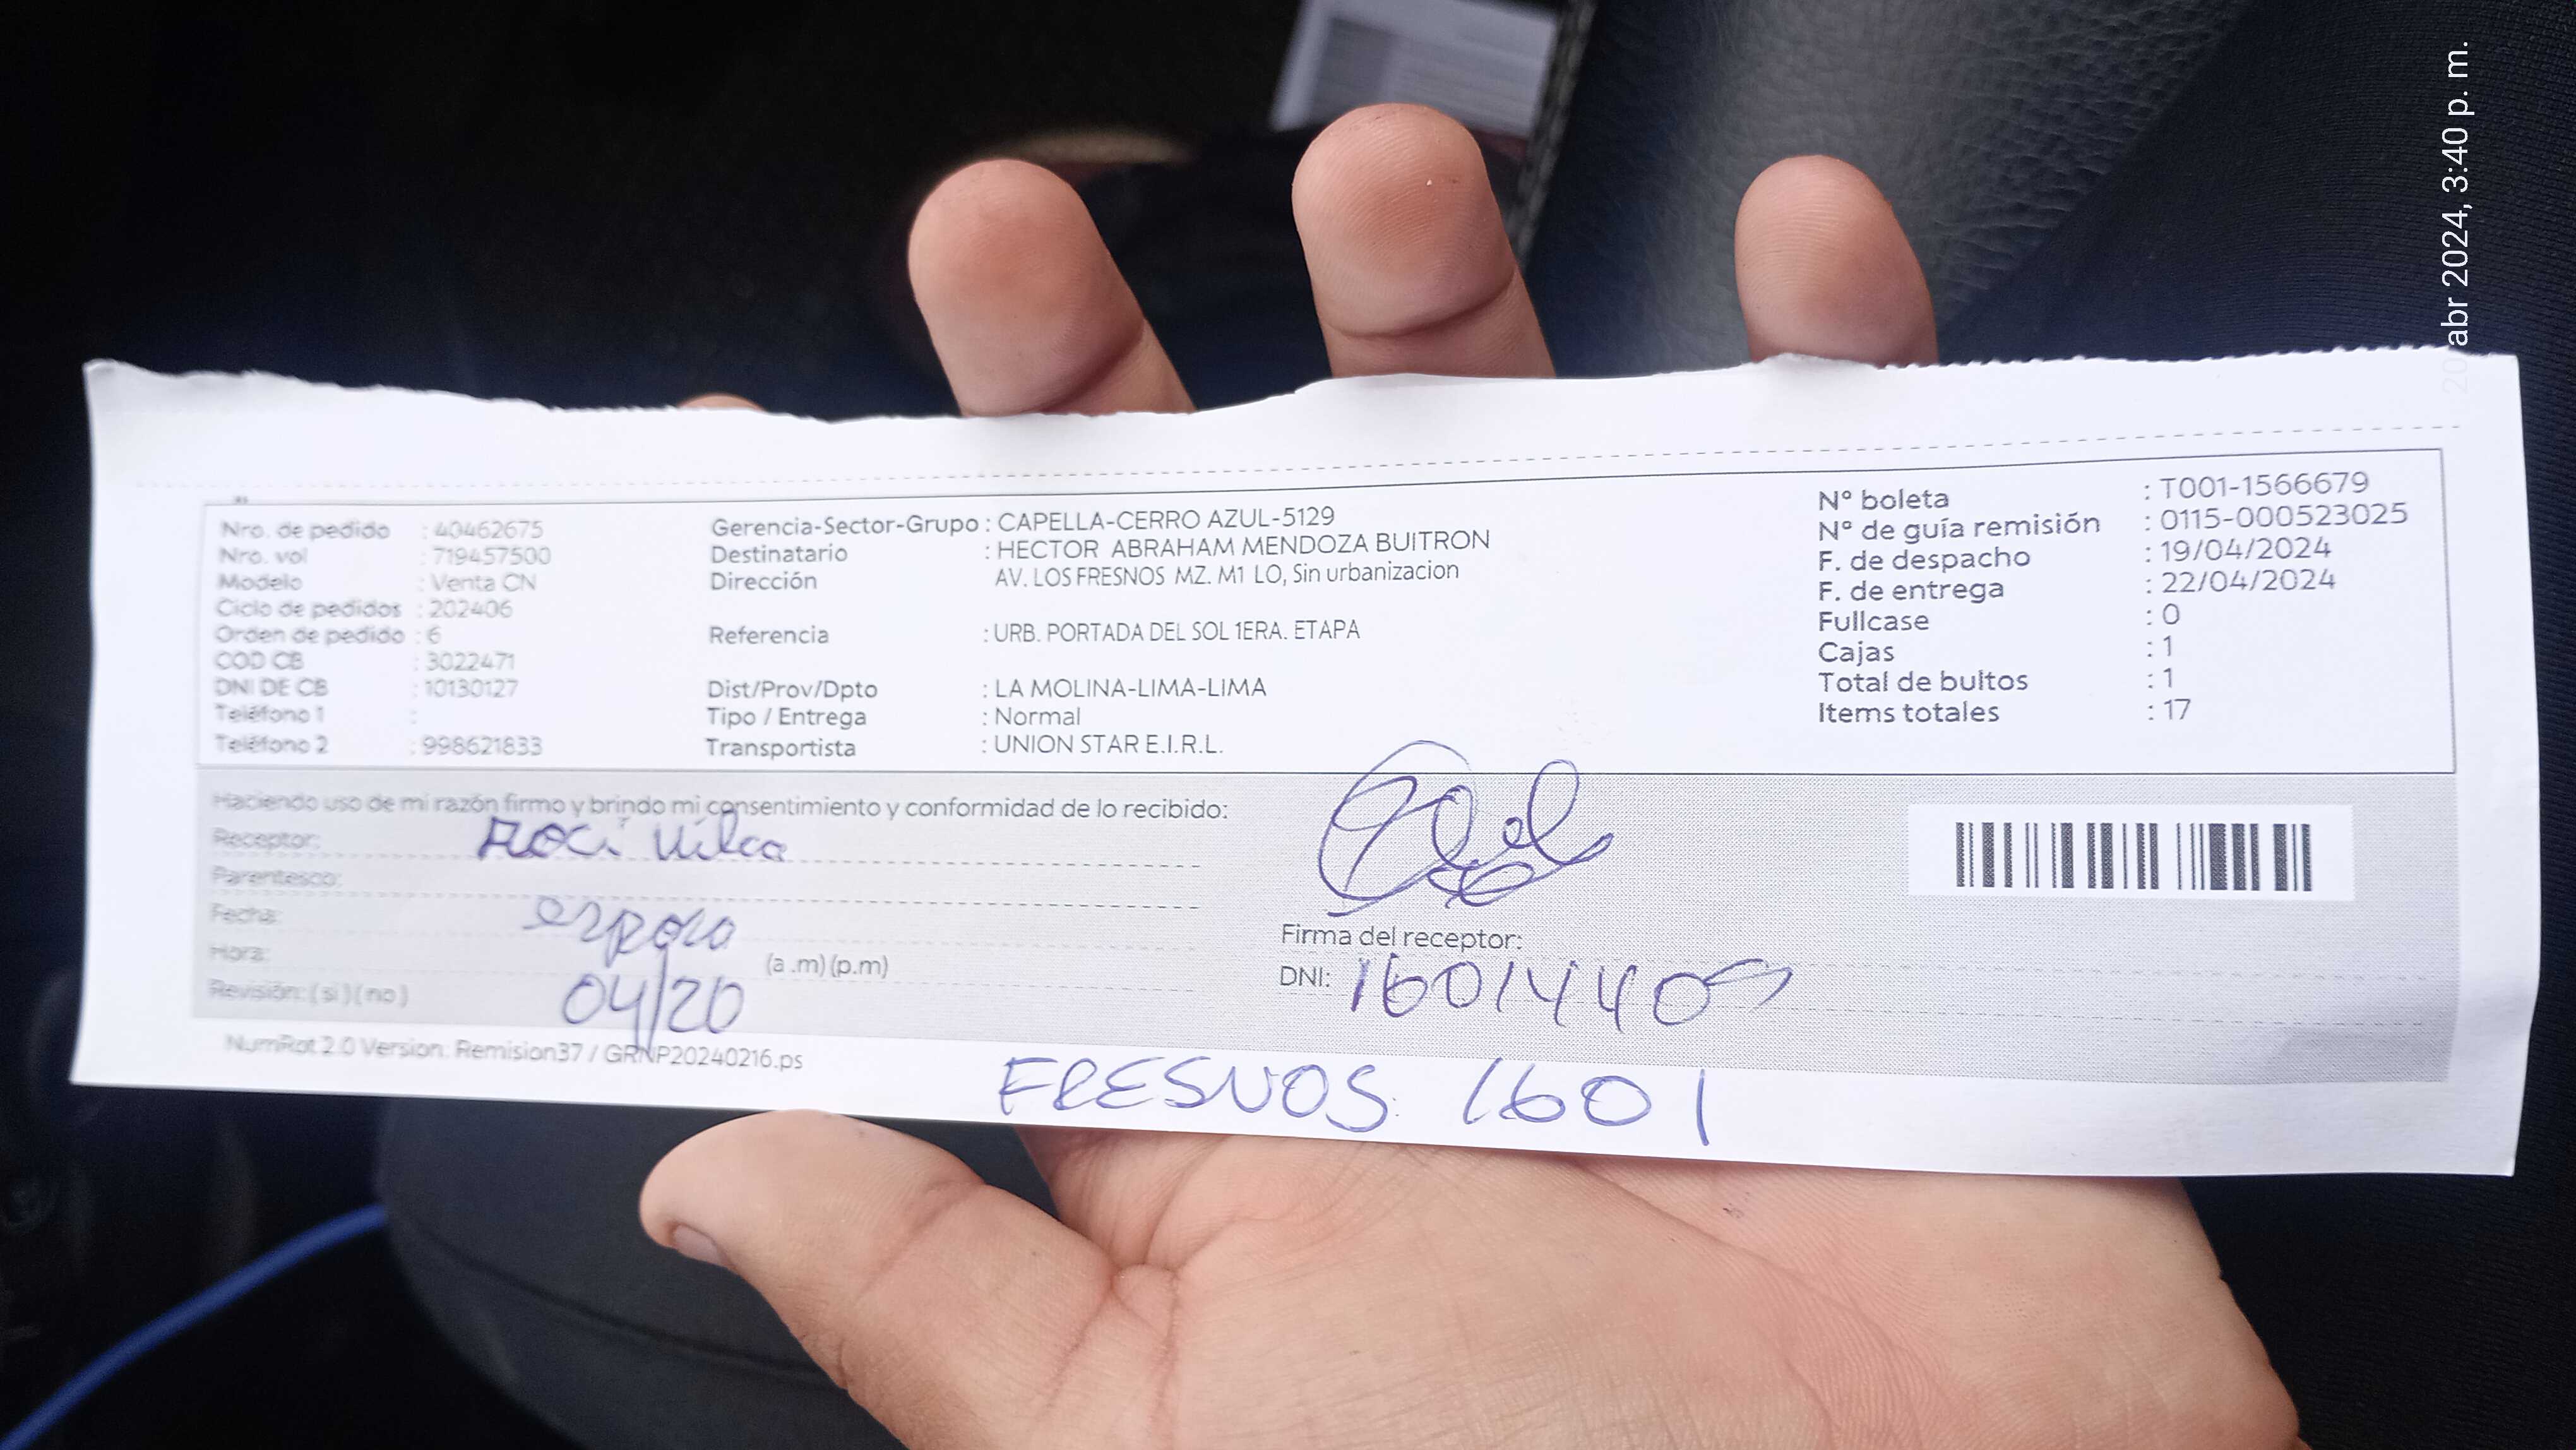 20 abr 2024, 3:40 p. m.
Nro. de pedido : 40462675
Nro. vol : 719457500
Modelo : Venta CN
Ciclo de pedidos : 202406
Orden de pedido : 6
COD CB : 3022471
DNI DE CB : 10130127
Teléfono 1 :
Teléfono 2 : 998621833
Gerencia-Sector-Grupo : CAPELLA-CERRO AZUL-5129
Destinatario : HECTOR ABRAHAM MENDOZA BUITRON
Dirección AV. LOS FRESNOS MZ. M1 LO, Sin urbanizacion
Referencia : URB. PORTADA DEL SOL 1ERA. ETAPA
Dist/Prov/Dpto : LA MOLINA-LIMA-LIMA
Tipo / Entrega : Normal
Transportista : UNION STAR E.I.R.L.
N° boleta : T001-1566679
N° de guía remisión : 0115-000523025
F. de despacho : 19/04/2024
F. de entrega : 22/04/2024
Fullcase : 0
Cajas : 1
Total de bultos : 1
Items totales : 17
Haciendo uso de mi razón firmo y brindo mi consentimiento y conformidad de lo recibido:
Receptor: Vilca
Parentesco:
Fecha: esposa
Hora: (a .m) (p.m)
Revisión: ( si ) ( no ) 04/20
Firma del receptor:
DNI: 16014409
NumRot 2.0 Version: Remision37 / GRNP20240216.ps
FRESNOS 1601